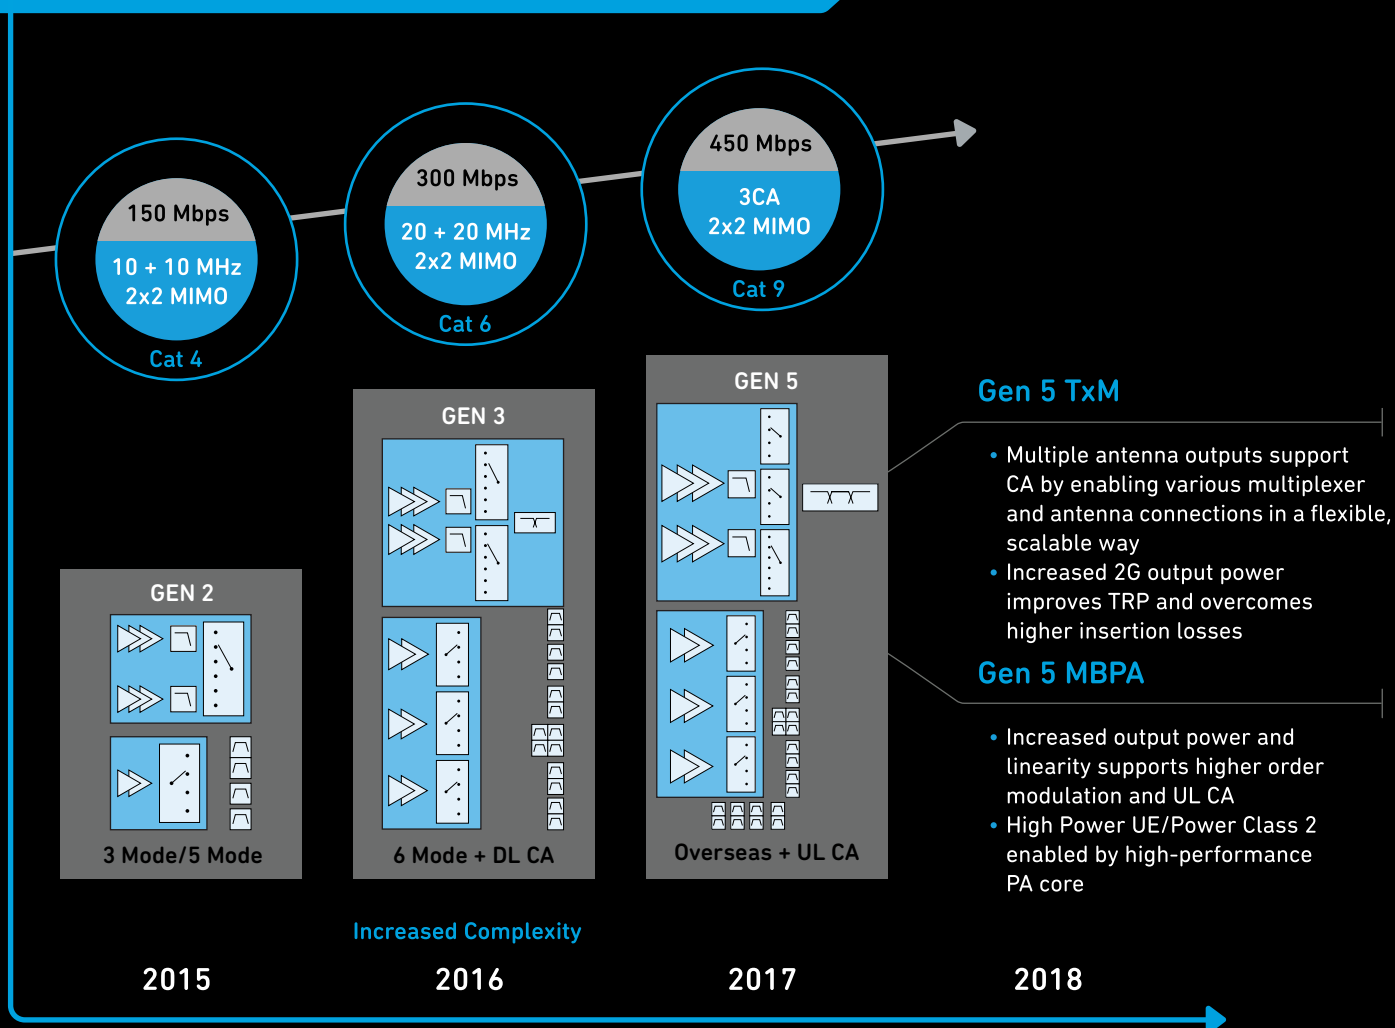 150 Mbps
10 + 10 MHz
2x2 MIMO
Cat 4
300 Mbps
20 + 20 MHz
2x2 MIMO
Cat 6
450 Mbps
3CA
2x2 MIMO
Cat 9
GEN 2
3 Mode/5 Mode
GEN 3
6 Mode + DL CA
GEN 5
Overseas + UL CA
Gen 5 TxM
• Multiple antenna outputs support
CA by enabling various multiplexer
and antenna connections in a flexible,
scalable way
• Increased 2G output power
improves TRP and overcomes
higher insertion losses
Gen 5 MBPA
• Increased output power and
linearity supports higher order
modulation and UL CA
• High Power UE/Power Class 2
enabled by high-performance
PA core
Increased Complexity
2015
2016
2017
2018